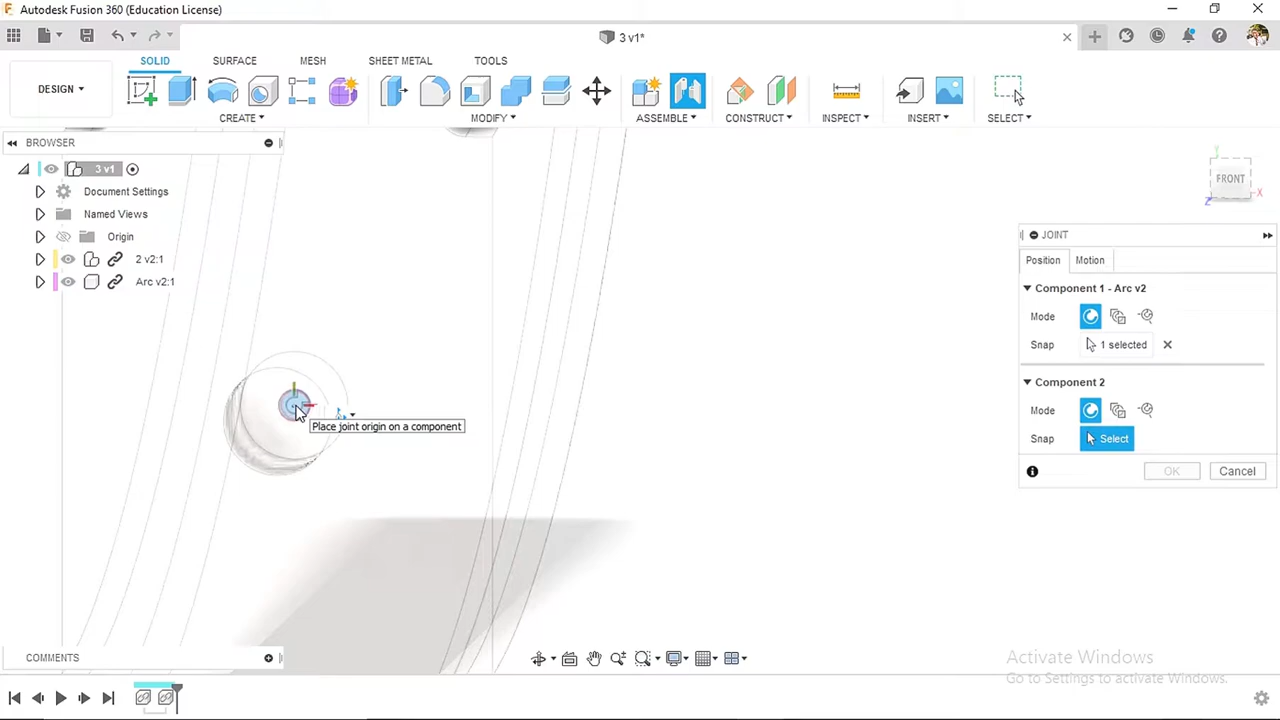 Autodesk Fusion 360 (Education License)
3 v1*
SOLID SURFACE MESH SHEET METAL TOOLS
DESIGN
CREATE MODIFY ASSEMBLE CONSTRUCT INSPECT INSERT SELECT
BROWSER
3 v1
Document Settings
Named Views
Origin
2 v2:1
Arc v2:1
Y
FRONT
X
Z
JOINT
Position Motion
Component 1 - Arc v2
Mode
Snap 1 selected
Component 2
Mode
Snap Select
OK Cancel
Place joint origin on a component
COMMENTS
Activate Windows
Go to Settings to activate Windows.